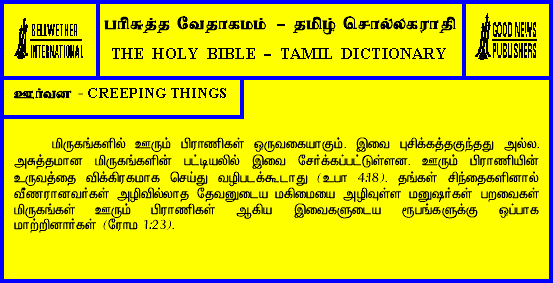 BELLWETHER
INTERNATIONAL
பரிசுத்த வேதாகமம் - தமிழ் சொல்லகராதி
THE HOLY BIBLE - TAMIL DICTIONARY
GOOD NEWS
PUBLISHERS
ஊர்வன - CREEPING THINGS
மிருகங்களில் ஊரும் பிராணிகள் ஒருவகையாகும். இவை புசிக்கத்தகுந்தது அல்ல.
அசுத்தமான மிருகங்களின் பட்டியலில் இவை சேர்க்கப்பட்டுள்ளன. ஊரும் பிராணியின்
உருவத்தை விக்கிரகமாக செய்து வழிபடக்கூடாது (உபா 4:18). தங்கள் சிந்தைகளினால்
வீணரானவர்கள் அழிவில்லாத தேவனுடைய மகிமையை அழிவுள்ள மனுஷர்கள் பறவைகள்
மிருகங்கள் ஊரும் பிராணிகள் ஆகிய இவைகளுடைய ரூபங்களுக்கு ஒப்பாக
மாற்றினார்கள் (ரோம 1:23).